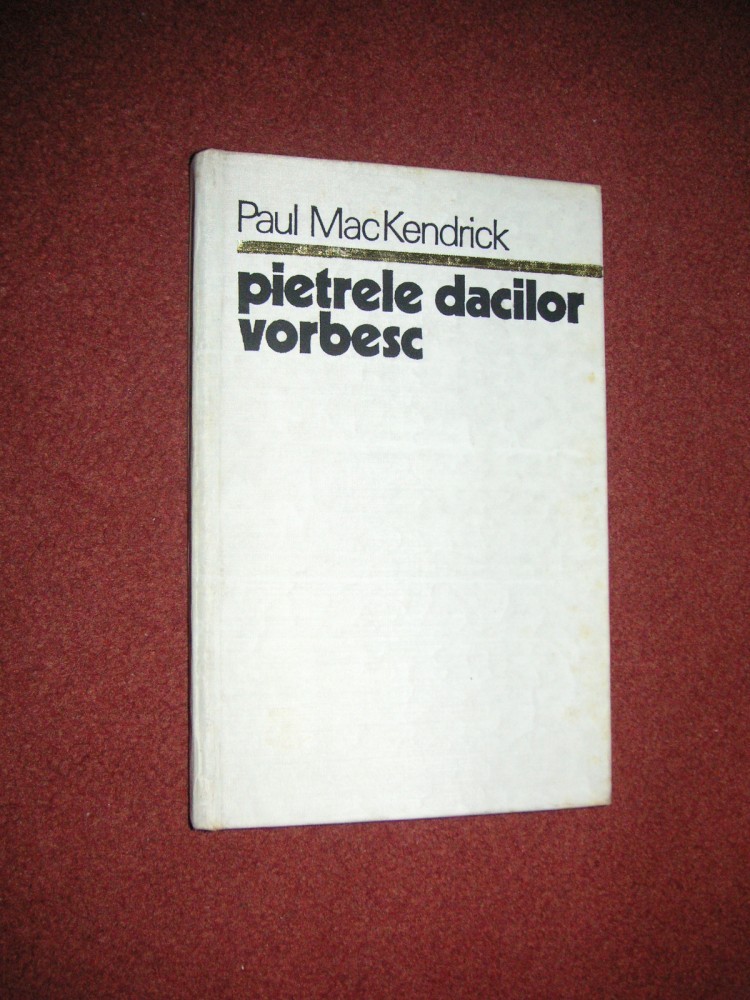 Paul MacKendrick
pietrele dacilor
vorbesc